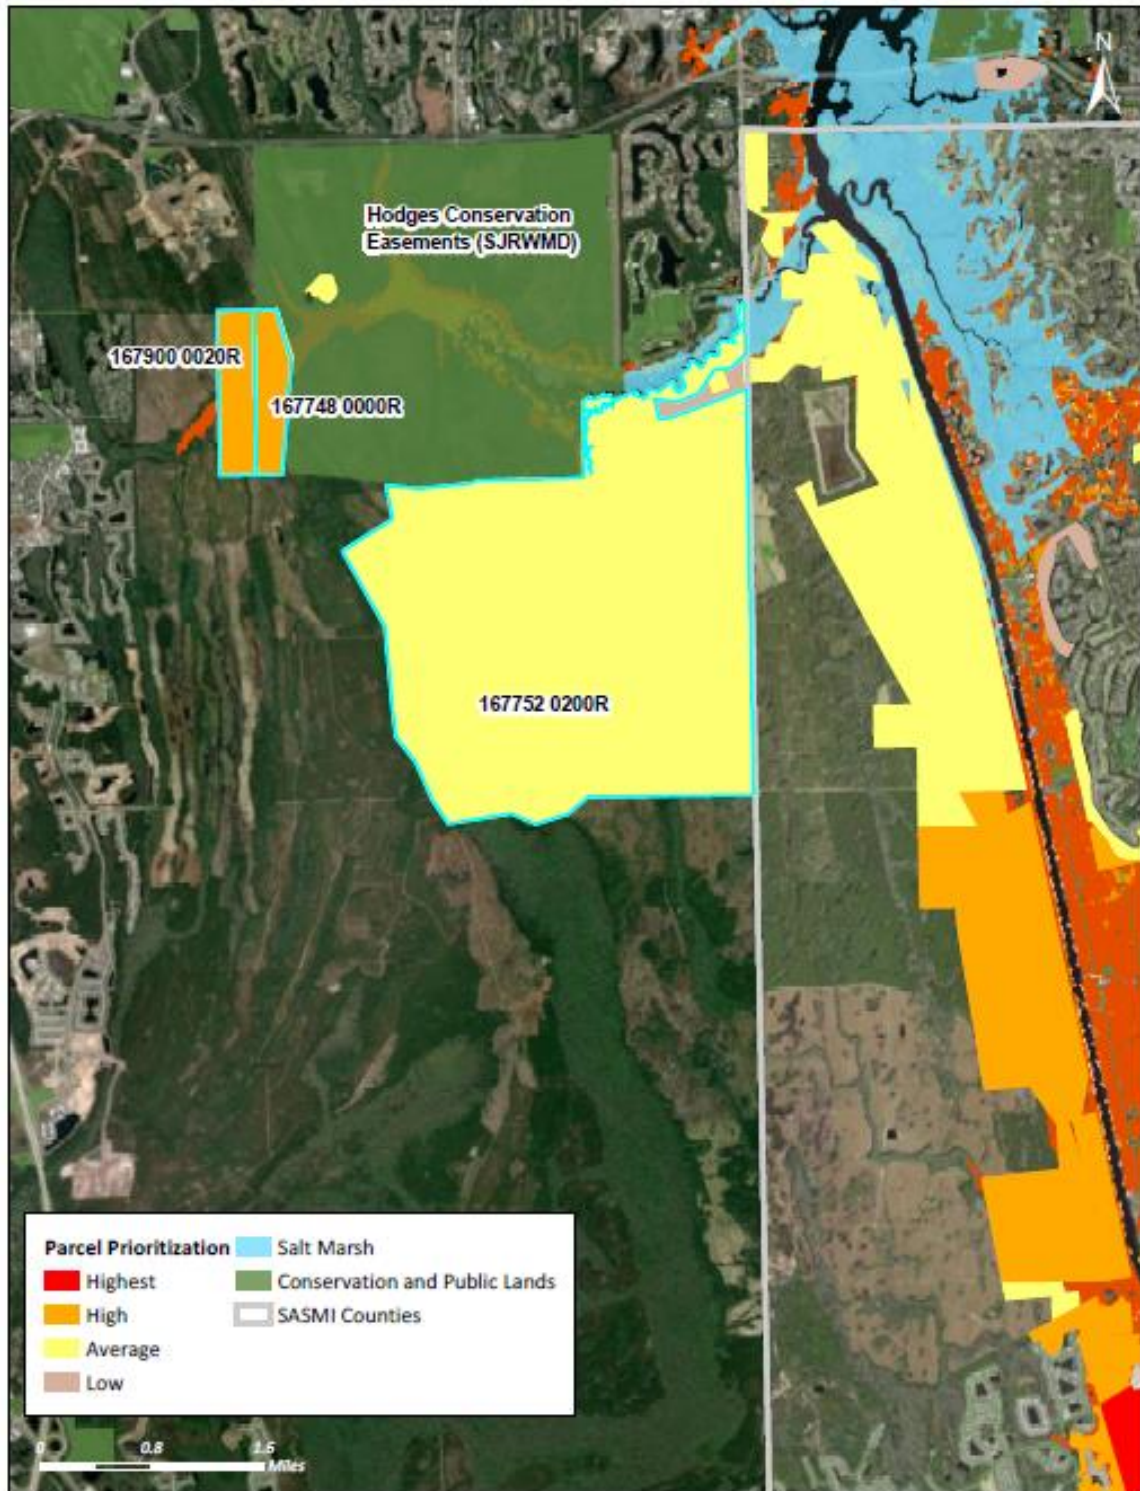 N
Hodges Conservation
Easements (SJRWMD)
167900 0020R
167748 0000R
167752 0200R
Parcel Prioritization
Highest
High
Average
Low
Salt Marsh
Conservation and Public Lands
SASMI Counties
0 0.8 1.6
Miles